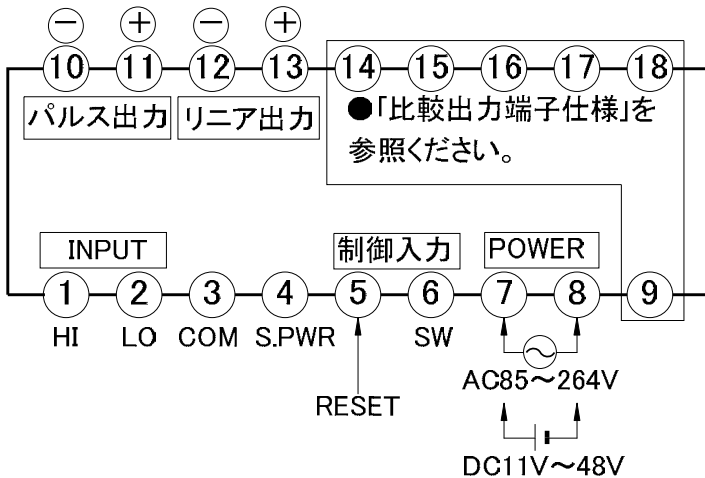 − + − +
10 11 12 13 14 15 16 17 18
パルス出力 リニア出力
●「比較出力端子仕様」を
参照ください。
INPUT 制御入力 POWER
1 2 3 4 5 6 7 8 9
HI LO COM S.PWR SW
RESET
AC85～264V
DC11V～48V